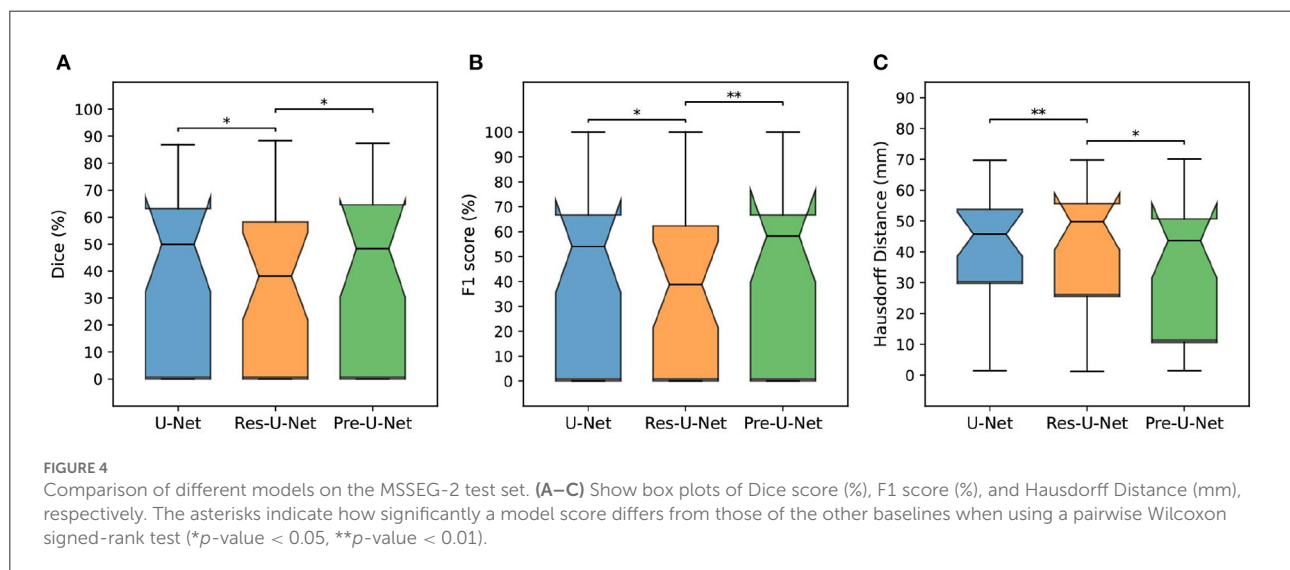 A
Dice (%)
100
90
80
70
60
50
40
30
20
10
0
*
*
U-Net
Res-U-Net
Pre-U-Net
B
F1 score (%)
100
90
80
70
60
50
40
30
20
10
0
*
**
U-Net
Res-U-Net
Pre-U-Net
C
Hausdorff Distance (mm)
90
80
70
60
50
40
30
20
10
0
**
*
U-Net
Res-U-Net
Pre-U-Net
FIGURE 4
Comparison of different models on the MSSEG-2 test set. (A–C) Show box plots of Dice score (%), F1 score (%), and Hausdorff Distance (mm),
respectively. The asterisks indicate how significantly a model score differs from those of the other baselines when using a pairwise Wilcoxon
signed-rank test (*p-value < 0.05, **p-value < 0.01).